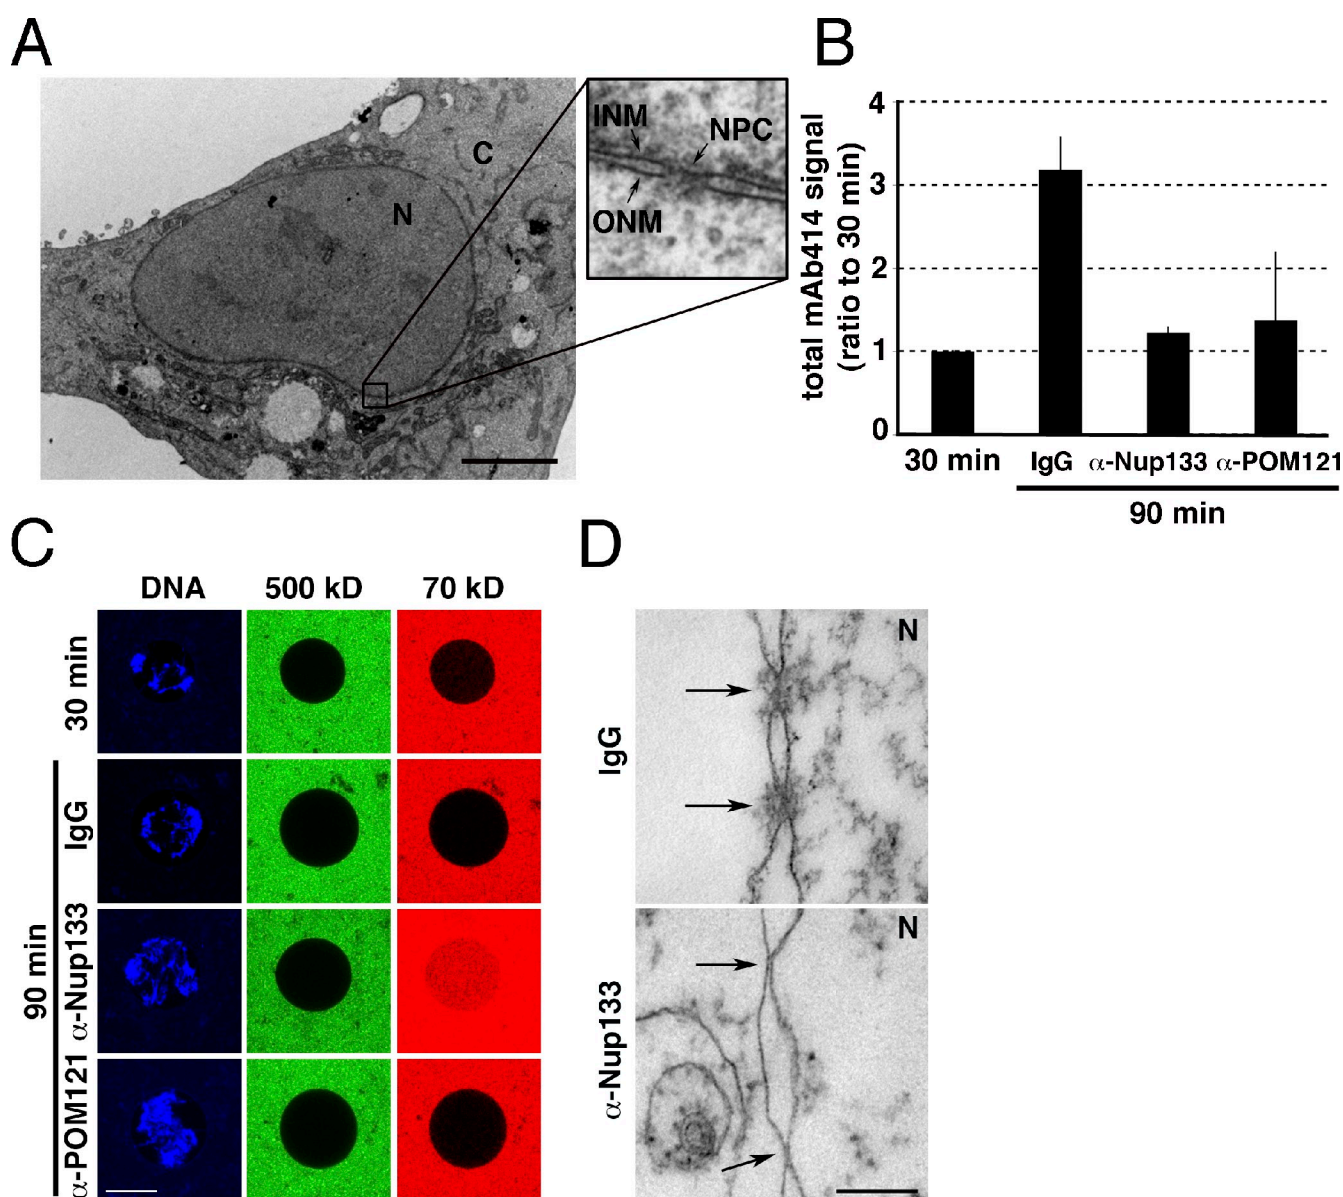 A
C
N
INM
NPC
ONM
B
total mAb414 signal
(ratio to 30 min)
4
3
2
1
0
30 min
IgG
α-Nup133
α-POM121
90 min
C
DNA
500 kD
70 kD
30 min
90 min
IgG
α-Nup133
α-POM121
D
IgG
N
α-Nup133
N